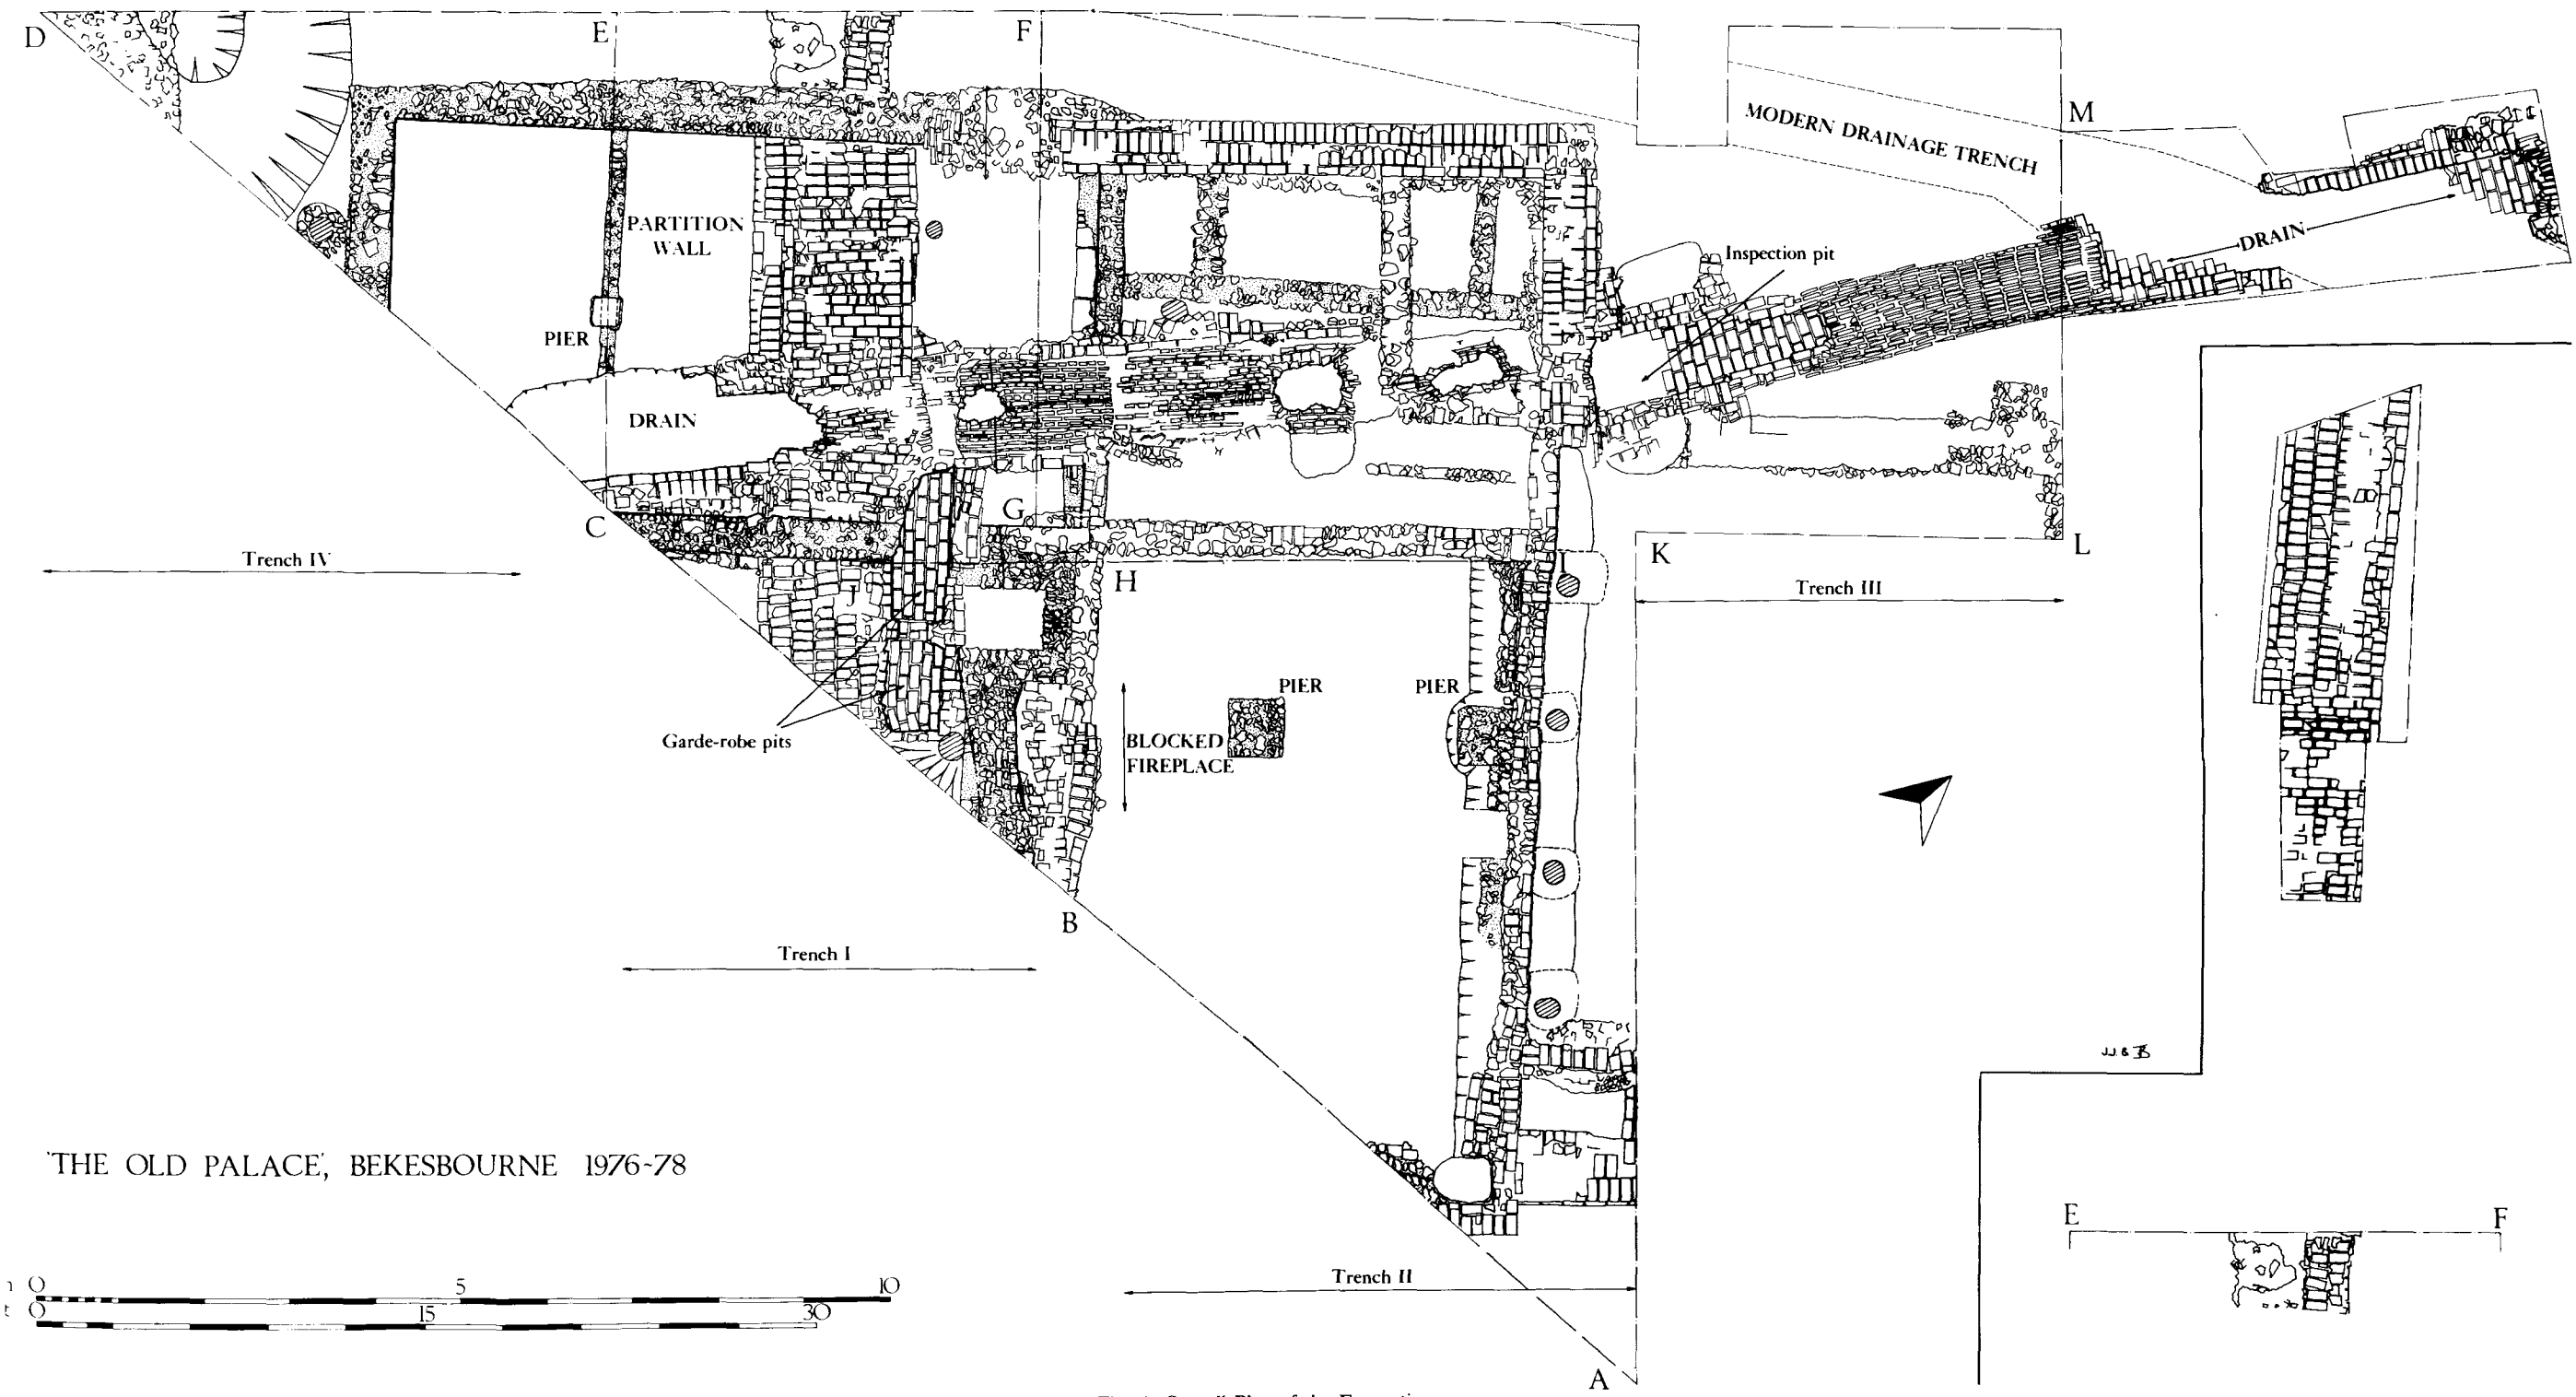 D
E
F
M
MODERN DRAINAGE TRENCH
PARTITION
WALL
Inspection pit
DRAIN
PIER
DRAIN
G
C
K
L
Trench IV
H
I
J
Trench III
PIER
PIER
Garde-robe pits
BLOCKED
FIREPLACE
B
Trench I
J.J. &
'THE OLD PALACE', BEKESBOURNE 1976-78
E
F
Trench II
0 5 10
0 15 30
A